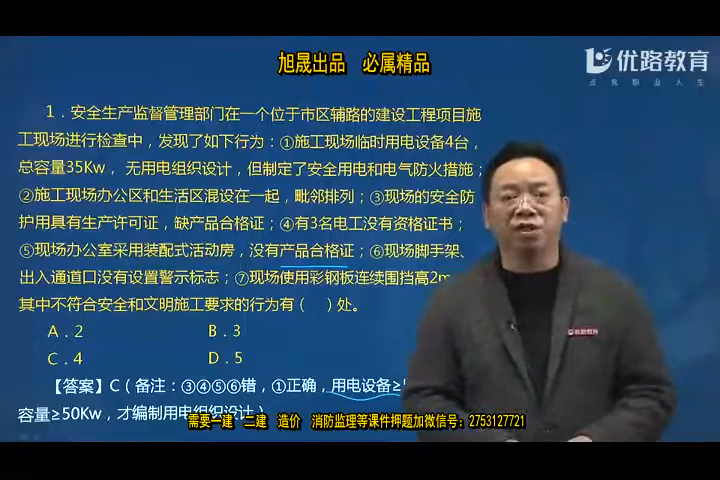 旭晟出品 必属精品
优路教育
点亮职业人生
1．安全生产监督管理部门在一个位于市区辅路的建设工程项目施
工现场进行检查中，发现了如下行为：①施工现场临时用电设备4台，
总容量35Kw， 无用电组织设计，但制定了安全用电和电气防火措施；
②施工现场办公区和生活区混设在一起，毗邻排列；③现场的安全防
护用具有生产许可证，缺产品合格证；④有3名电工没有资格证书；
⑤现场办公室采用装配式活动房，没有产品合格证；⑥现场脚手架、
出入通道口没有设置警示标志；⑦现场使用彩钢板连续围挡高2m
其中不符合安全和文明施工要求的行为有（ ）处。
A．2 B．3
C．4 D．5
【答案】C（备注：③④⑤⑥错，①正确，用电设备≥
容量≥50Kw，才编制用电组织设计）
优路教育
需要一建 二建 造价 消防监理等课件押题加微信号：2753127721